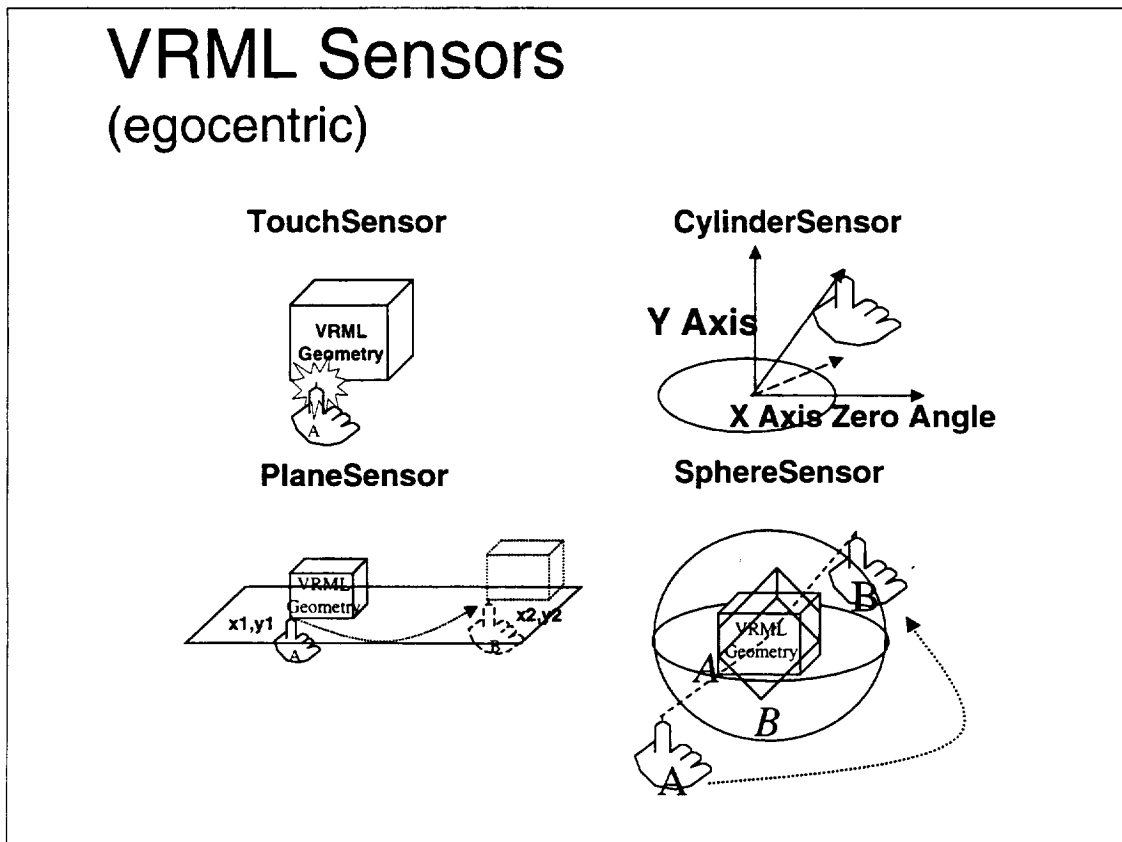 VRML Sensors
(egocentric)
TouchSensor
VRML
Geometry
A
CylinderSensor
Y Axis
X Axis Zero Angle
PlaneSensor
VRML
Geometry
x1,y1
A
x2,y2
B
SphereSensor
B
VRML
Geometry
A
B
A